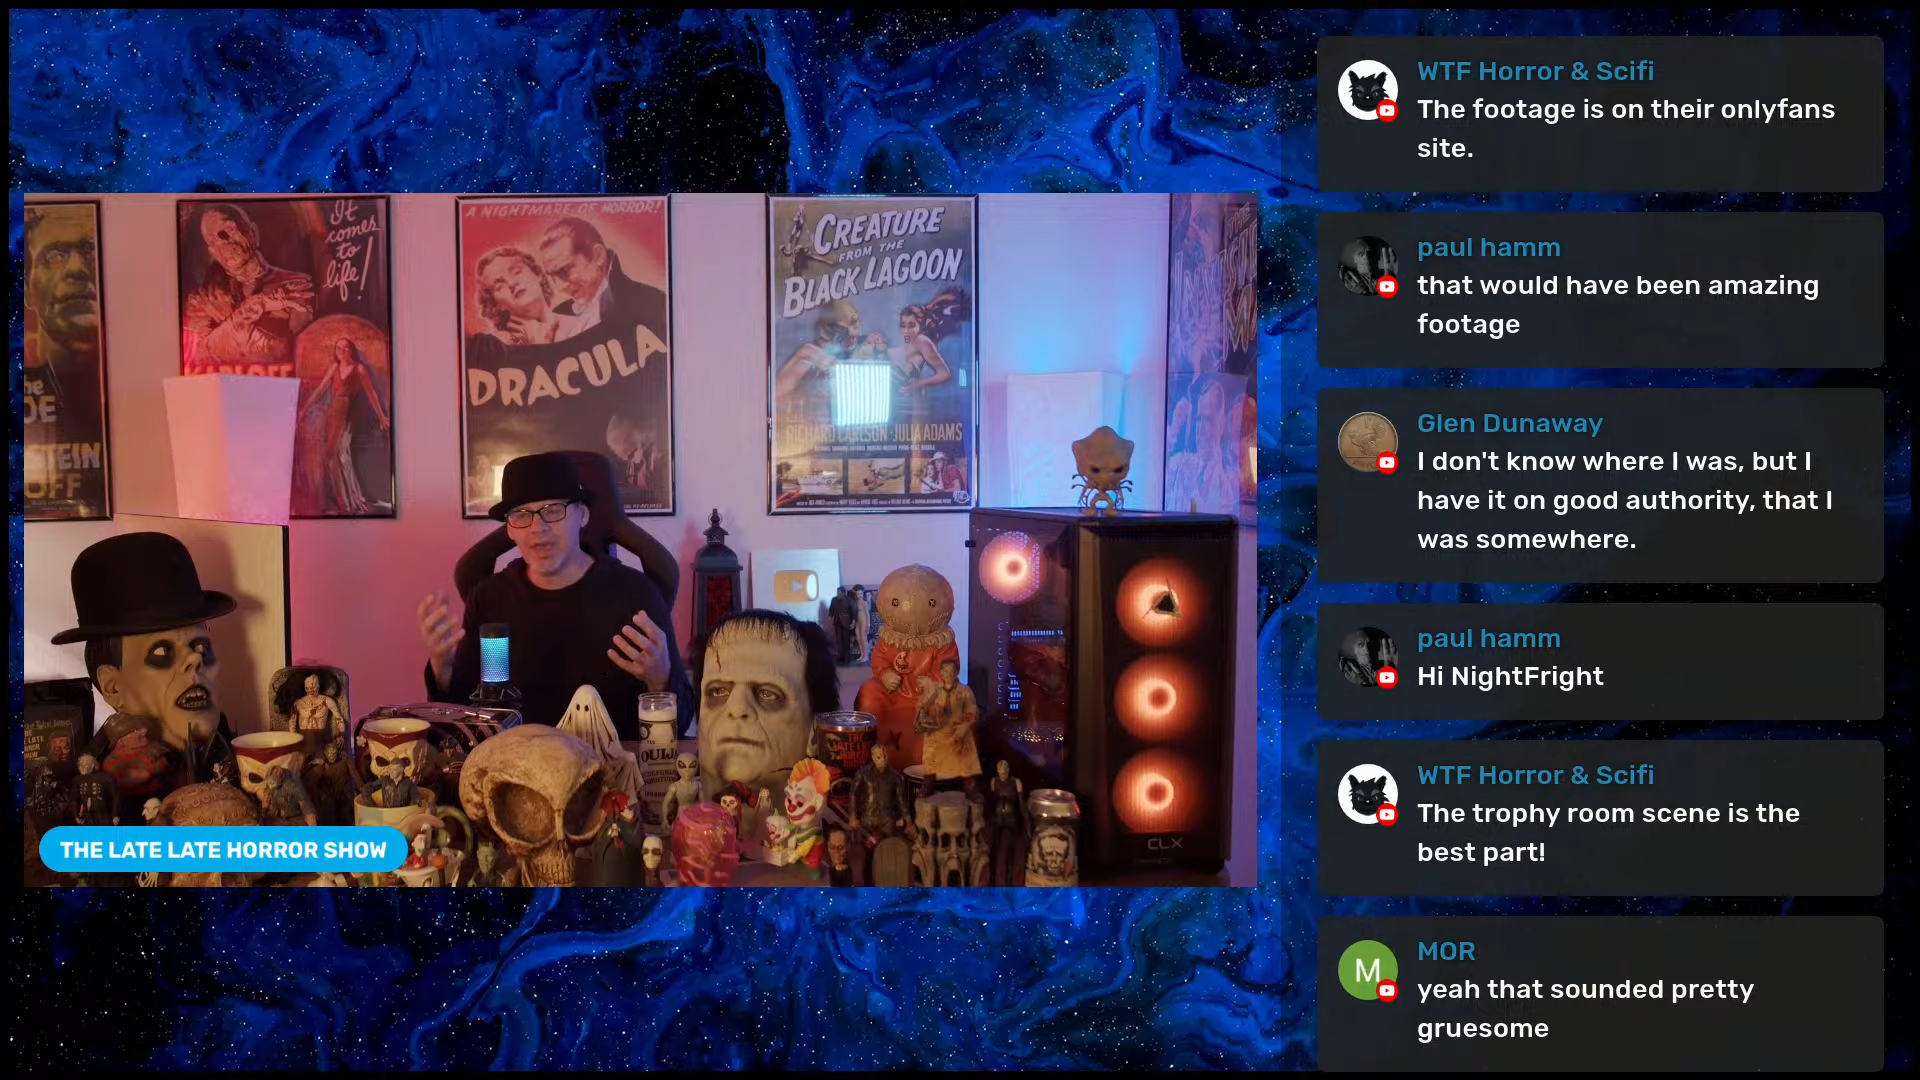 WTF Horror & Scifi
The footage is on their onlyfans
site.
paul hamm
that would have been amazing
footage
Glen Dunaway
I don't know where I was, but I
have it on good authority, that I
was somewhere.
paul hamm
Hi NightFright
WTF Horror & Scifi
The trophy room scene is the
best part!
MOR
M
yeah that sounded pretty
gruesome
It
comes
to
life!
A NIGHTMARE OF HORROR!
DRACULA
CREATURE
FROM THE
BLACK LAGOON
RICHARD CARLSON · JULIA ADAMS
STEIN
OFF
OUIJA
CLX
THE LATE LATE HORROR SHOW